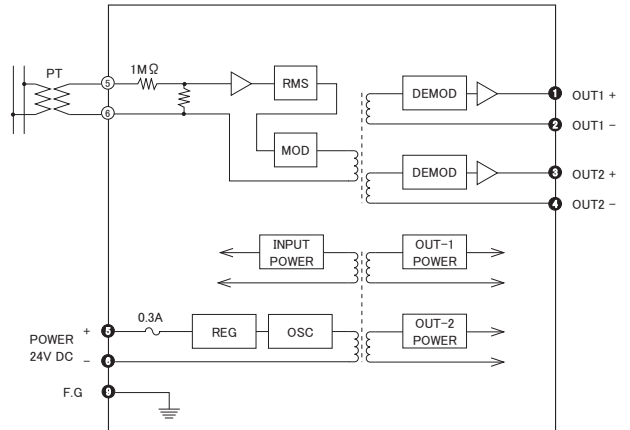 PT
5
1MΩ
RMS
6
MOD
DEMOD
1
OUT1 +
2
OUT1 −
DEMOD
3
OUT2 +
4
OUT2 −
INPUT
POWER
OUT-1
POWER
POWER
24V DC
+
5
0.3A
REG
OSC
OUT-2
POWER
−
6
F.G
9